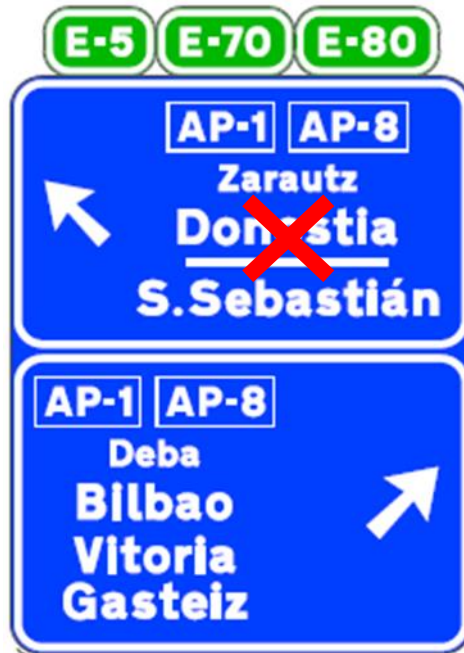 E-5 E-70 E-80
AP-1 AP-8
Zarautz
Donostia
S.Sebastián
AP-1 AP-8
Deba
Bilbao
Vitoria
Gasteiz